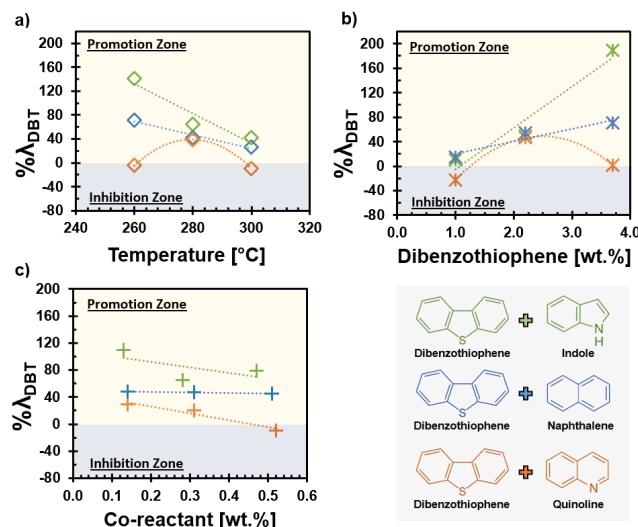 a)
200
160
120
80
40
0
-40
-80
%λDBT
Promotion Zone
Inhibition Zone
240 260 280 300 320
Temperature [°C]
b)
200
160
120
80
40
0
-40
-80
%λDBT
Promotion Zone
Inhibition Zone
0.0 1.0 2.0 3.0 4.0
Dibenzothiophene [wt.%]
c)
200
160
120
80
40
0
-40
-80
%λDBT
Promotion Zone
Inhibition Zone
0.0 0.1 0.2 0.3 0.4 0.5 0.6
Co-reactant [wt.%]
S
N
H
Dibenzothiophene Indole
S
Dibenzothiophene Naphthalene
S
N
Dibenzothiophene Quinoline